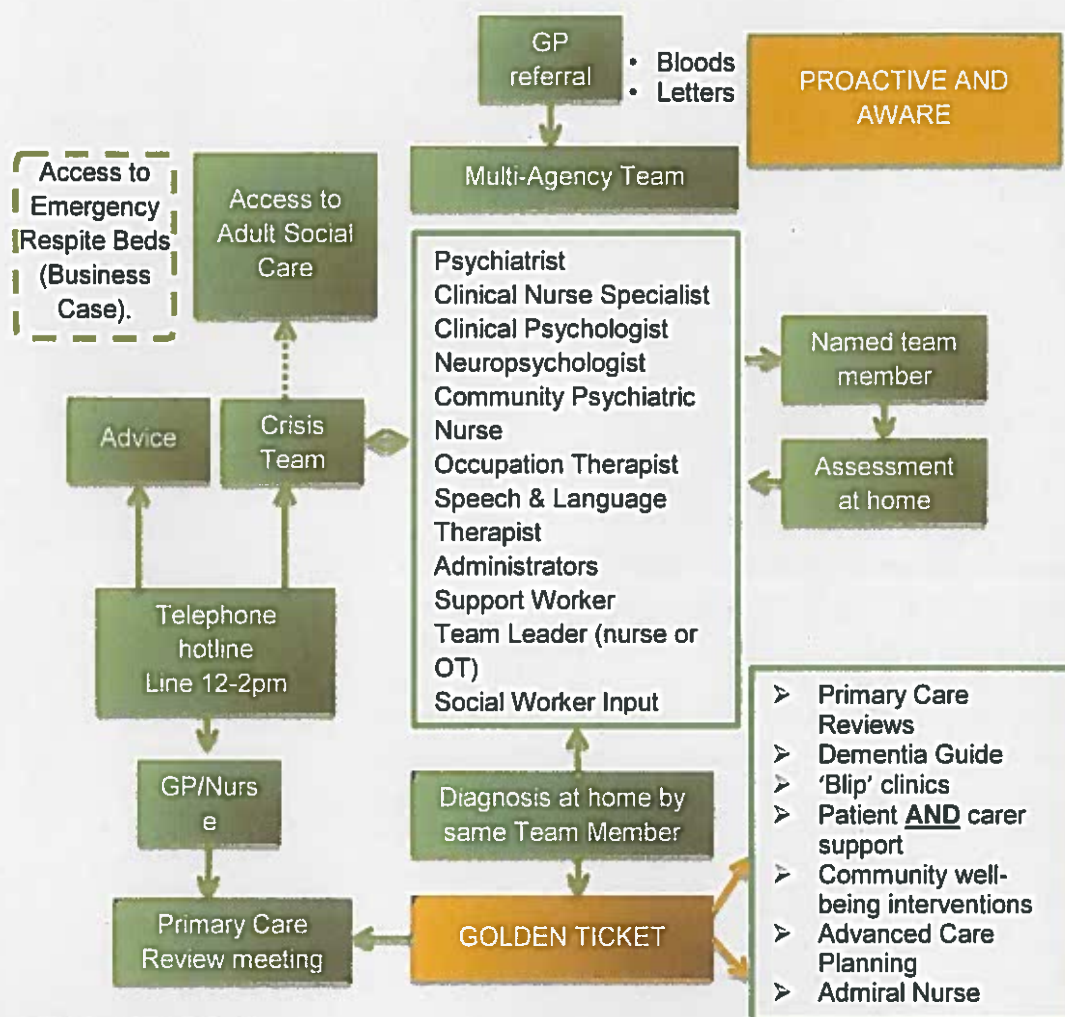 GP
referral
• Bloods
• Letters
PROACTIVE AND
AWARE
Multi-Agency Team
Access to
Emergency
Respite Beds
(Business
Case).
Access to
Adult Social
Care
Psychiatrist
Clinical Nurse Specialist
Clinical Psychologist
Neuropsychologist
Community Psychiatric
Nurse
Occupation Therapist
Speech & Language
Therapist
Administrators
Support Worker
Team Leader (nurse or
OT)
Social Worker Input
Named team
member
Assessment
at home
Advice
Crisis
Team
Telephone
hotline
Line 12-2pm
GP/Nurs
e
Primary Care
Review meeting
Diagnosis at home by
same Team Member
GOLDEN TICKET
➢ Primary Care
Reviews
➢ Dementia Guide
➢ ‘Blip’ clinics
➢ Patient AND carer
support
➢ Community well-
being interventions
➢ Advanced Care
Planning
➢ Admiral Nurse